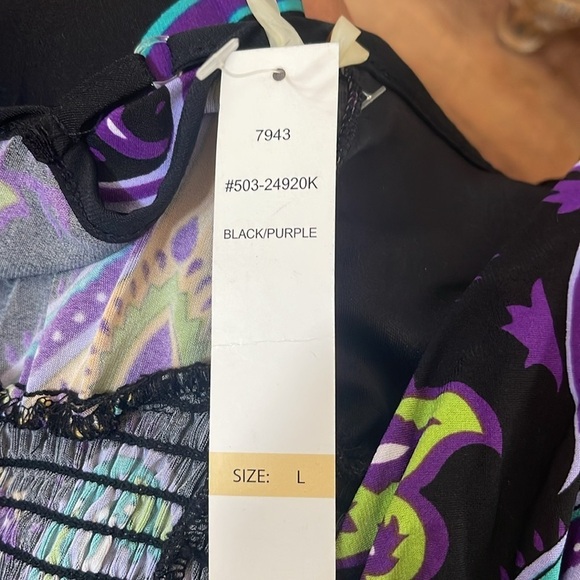 7943
#503-24920K
BLACK/PURPLE
SIZE: L